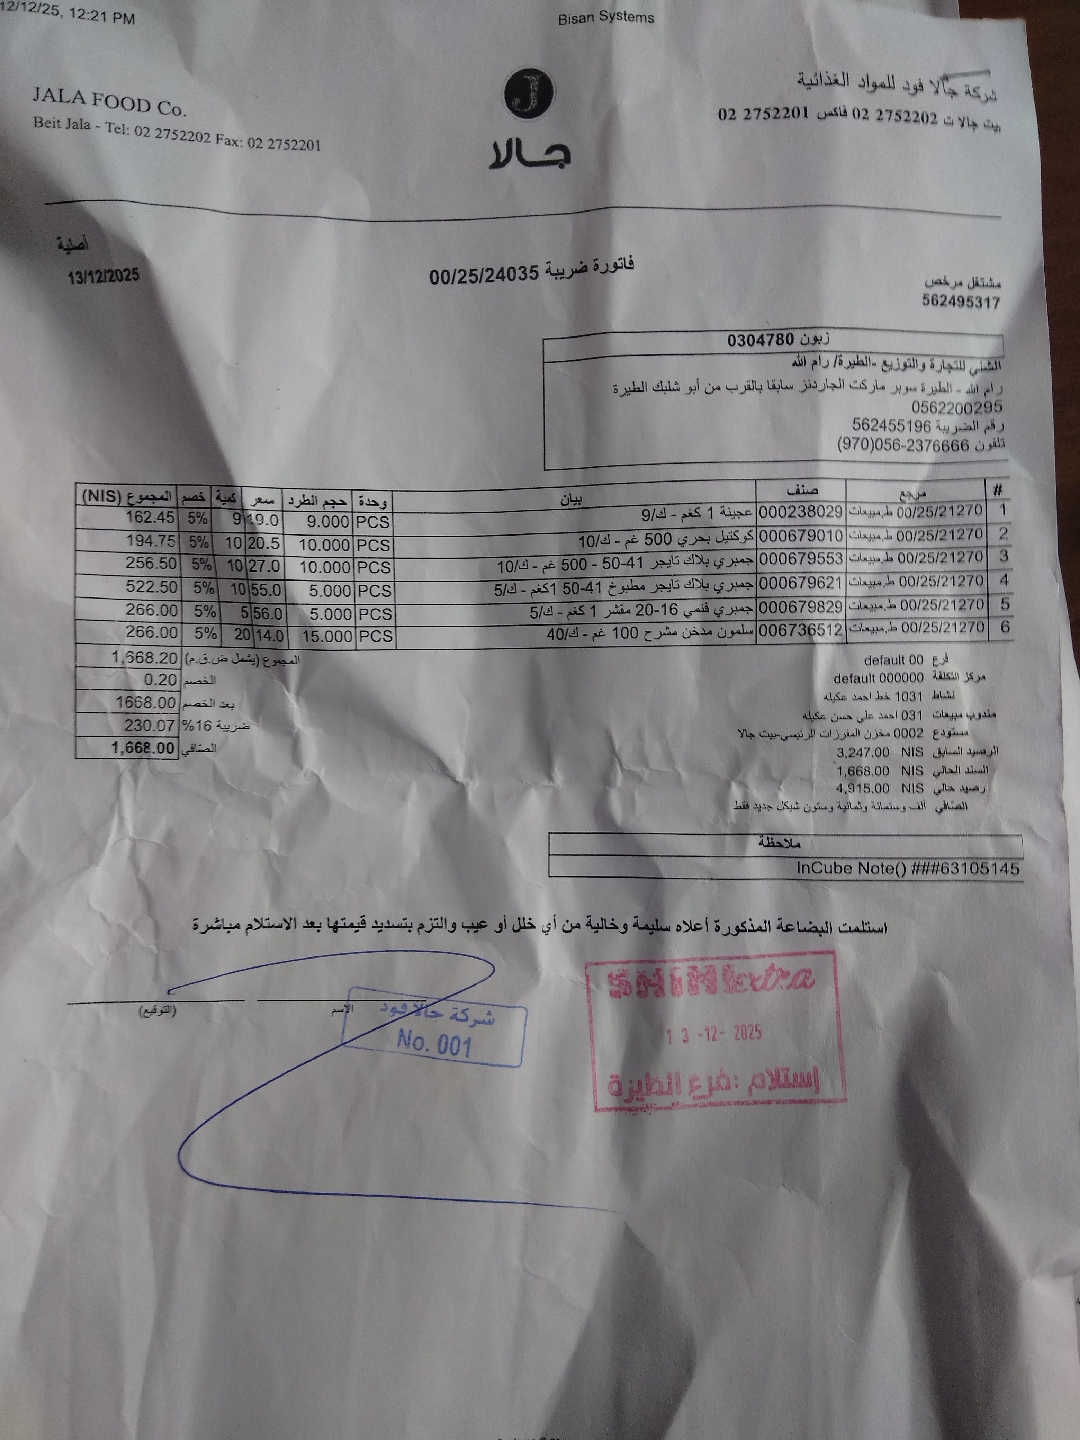 12/12/25, 12:21 PM
Bisan Systems
JALA FOOD Co.
Beit Jala - Tel: 02 2752202 Fax: 02 2752201
J
جالا
شركة جالا فود للمواد الغذائية
بيت جالا ت 2752202 02 فاكس 2752201 02
أصلية
13/12/2025
فاتورة ضريبة 00/25/24035
مشتغل مرخص
562495317
زبون 0304780
الشني للتجارة والتوزيع -الطيرة/ رام الله
رام الله - الطيرة سوبر ماركت الجاردنز سابقا بالقرب من أبو شلبك الطيرة
0562200295
رقم الضريبة 562455196
تلفون 056-2376666(970)
# مرجع صنف بيان وحدة حجم الطرد سعر كمية خصم المجموع (NIS)
1 00/25/21270 ط.مبيعات 000238029 عجينة 1 كغم - ك/9 PCS 9.000 19.0 9 5% 162.45
2 00/25/21270 ط.مبيعات 000679010 كوكتيل بحري 500 غم - ك/10 PCS 10.000 20.5 10 5% 194.75
3 00/25/21270 ط.مبيعات 000679553 جمبري بلاك تايجر 41-50 - 500 غم - ك/10 PCS 10.000 27.0 10 5% 256.50
4 00/25/21270 ط.مبيعات 000679621 جمبري بلاك تايجر مطبوخ 41-50 1كغم - ك/5 PCS 5.000 55.0 10 5% 522.50
5 00/25/21270 ط.مبيعات 000679829 جمبري فنمي 16-20 مقشر 1 كغم - ك/5 PCS 5.000 56.0 5 5% 266.00
6 00/25/21270 ط.مبيعات 006736512 سلمون مدخن مشرح 100 غم - ك/40 PCS 15.000 14.0 20 5% 266.00
المجموع (يشمل ض.ق.م) 1,668.20
الخصم 0.20
بعد الخصم 1668.00
ضريبة 16% 230.07
الصافي 1,668.00
فرع 00 default
مركز التكلفة 000000 default
نشاط 1031 خط احمد عكيله
مندوب مبيعات 031 احمد علي حسن عكيله
مستودع 0002 مخزن المفرزات الرئيسي-بيت جالا
الرصيد السابق NIS 3,247.00
السند الحالي NIS 1,668.00
رصيد حالي NIS 4,915.00
الصافي ألف وستمائة وثمانية وستون شيكل جديد فقط
ملاحظة
InCube Note() ###63105145
استلمت البضاعة المذكورة أعلاه سليمة وخالية من أي خلل أو عيب والتزم بتسديد قيمتها بعد الاستلام مباشرة
الاسم
(التوقيع)
شركة جالا فود
No. 001
SHINI extra
13 -12- 2025
إستلام :فرع الطيرة